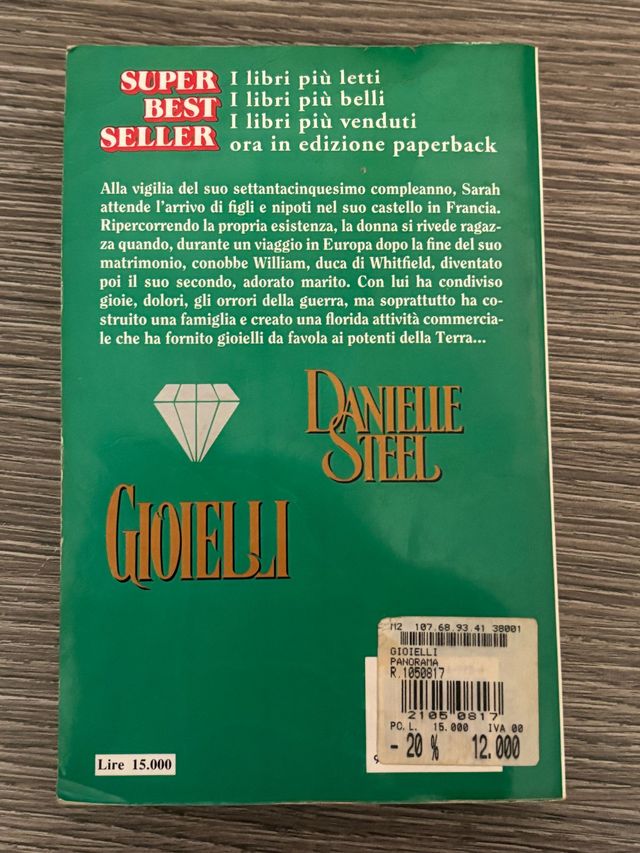 SUPER
BEST
SELLER
I libri più letti
I libri più belli
I libri più venduti
ora in edizione paperback
Alla vigilia del suo settantacinquesimo compleanno, Sarah
attende l'arrivo di figli e nipoti nel suo castello in Francia.
Ripercorrendo la propria esistenza, la donna si rivede ragaz-
za quando, durante un viaggio in Europa dopo la fine del suo
matrimonio, conobbe William, duca di Whitfield, diventato
poi il suo secondo, adorato marito. Con lui ha condiviso
gioie, dolori, gli orrori della guerra, ma soprattutto ha co-
struito una famiglia e creato una florida attività commercia-
le che ha fornito gioielli da favola ai potenti della Terra...
DANIELLE
STEEL
GIOIELLI
M2 107.68.93.41 38001
GIOIELLI
PANORAMA
R.1050817
2105 0817
PC.L. 15.000 IVA 00
- 20 % 12.000
Lire 15.000